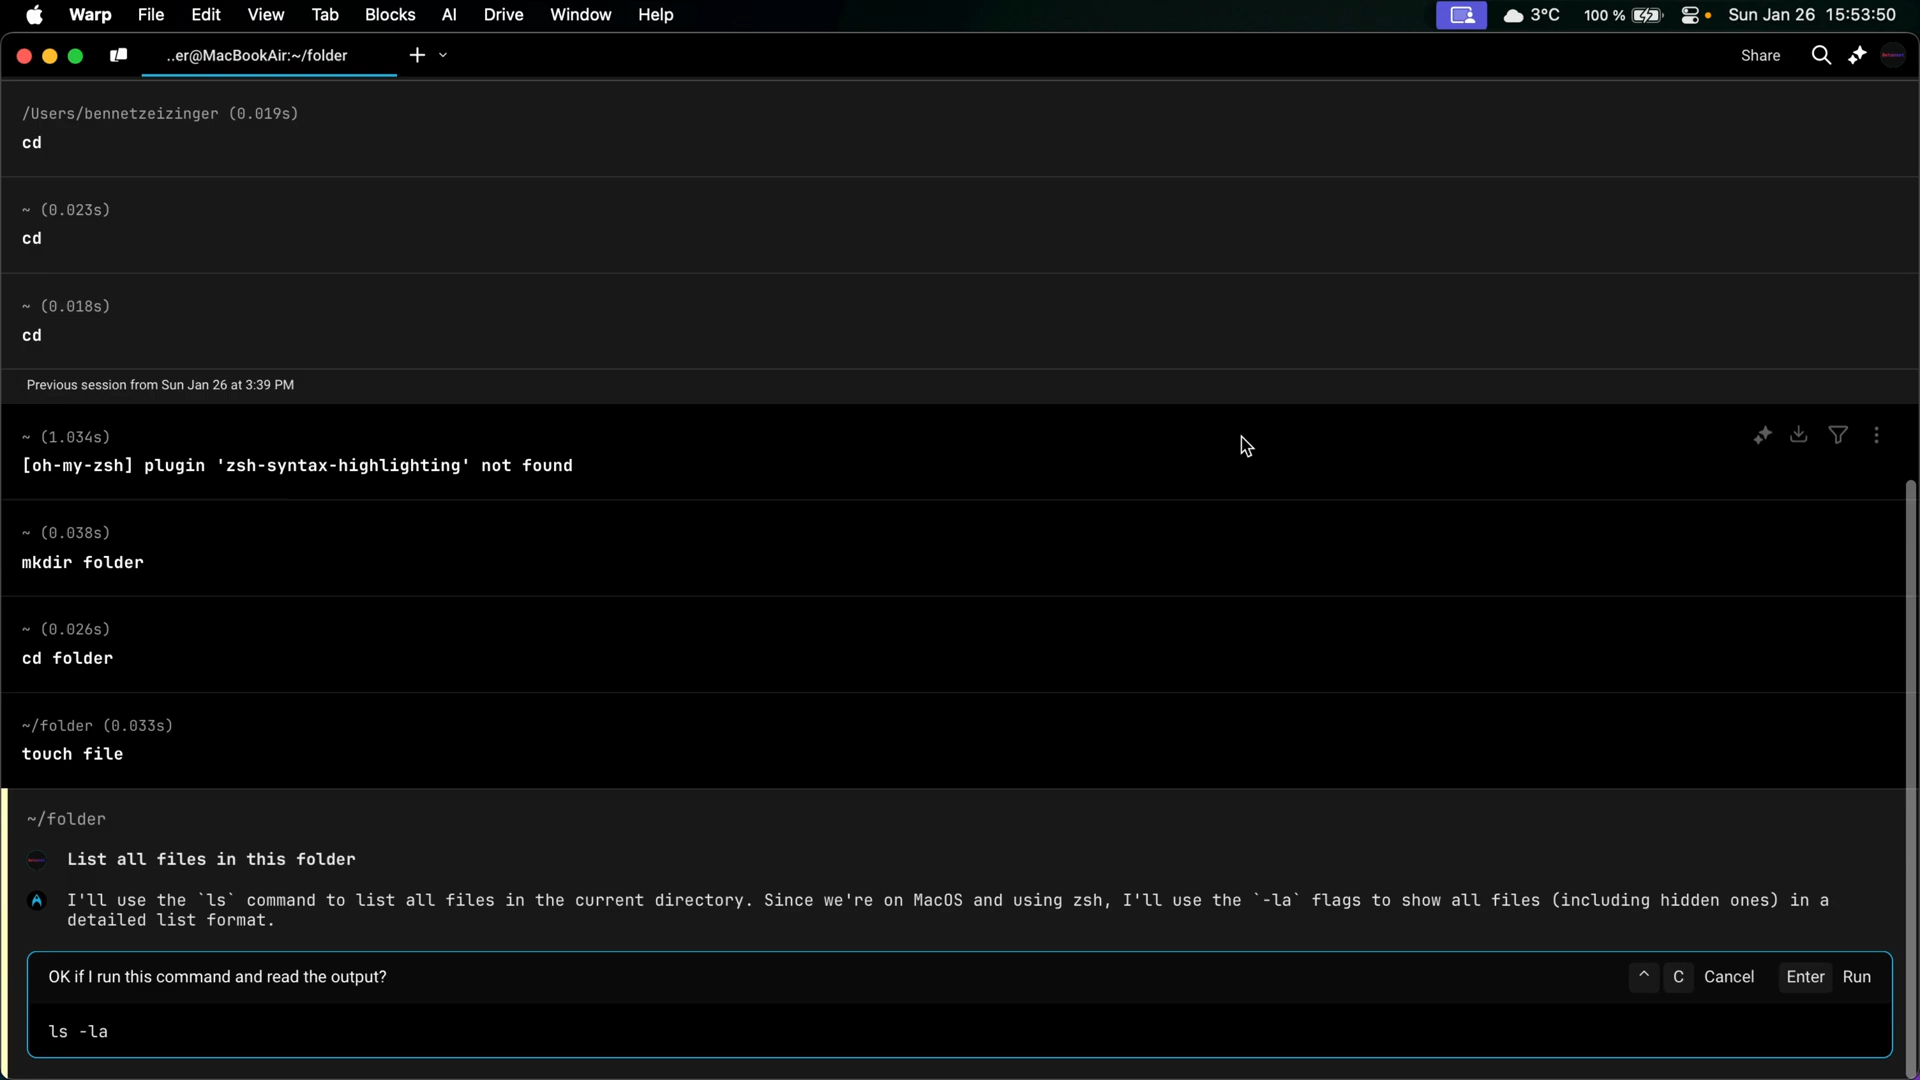 Warp File Edit View Tab Blocks AI Drive Window Help 3°C 100 % Sun Jan 26 15:53:50
..er@MacBookAir:~/folder + Share
/Users/bennetzeizinger (0.019s)
cd
~ (0.023s)
cd
~ (0.018s)
cd
Previous session from Sun Jan 26 at 3:39 PM
~ (1.034s)
[oh-my-zsh] plugin 'zsh-syntax-highlighting' not found
~ (0.038s)
mkdir folder
~ (0.026s)
cd folder
~/folder (0.033s)
touch file
~/folder
List all files in this folder
I'll use the `ls` command to list all files in the current directory. Since we're on MacOS and using zsh, I'll use the `-la` flags to show all files (including hidden ones) in a
detailed list format.
OK if I run this command and read the output? ^ C Cancel Enter Run
ls -la